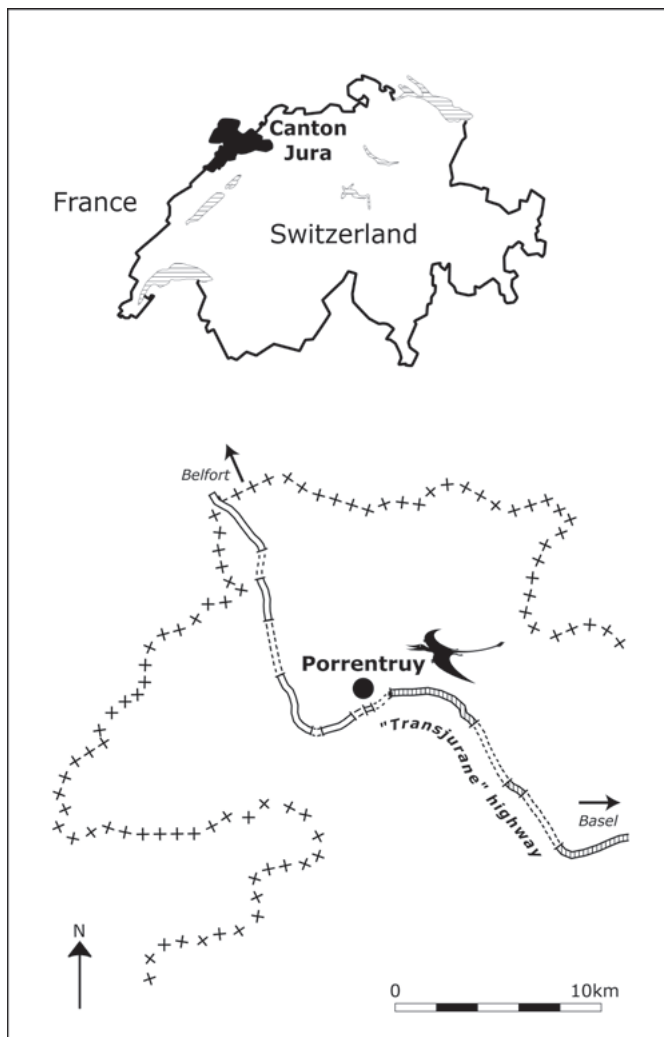 Canton
Jura
France
Switzerland
Belfort
Porrentruy
"Transjurane" highway
Basel
N
0 10km